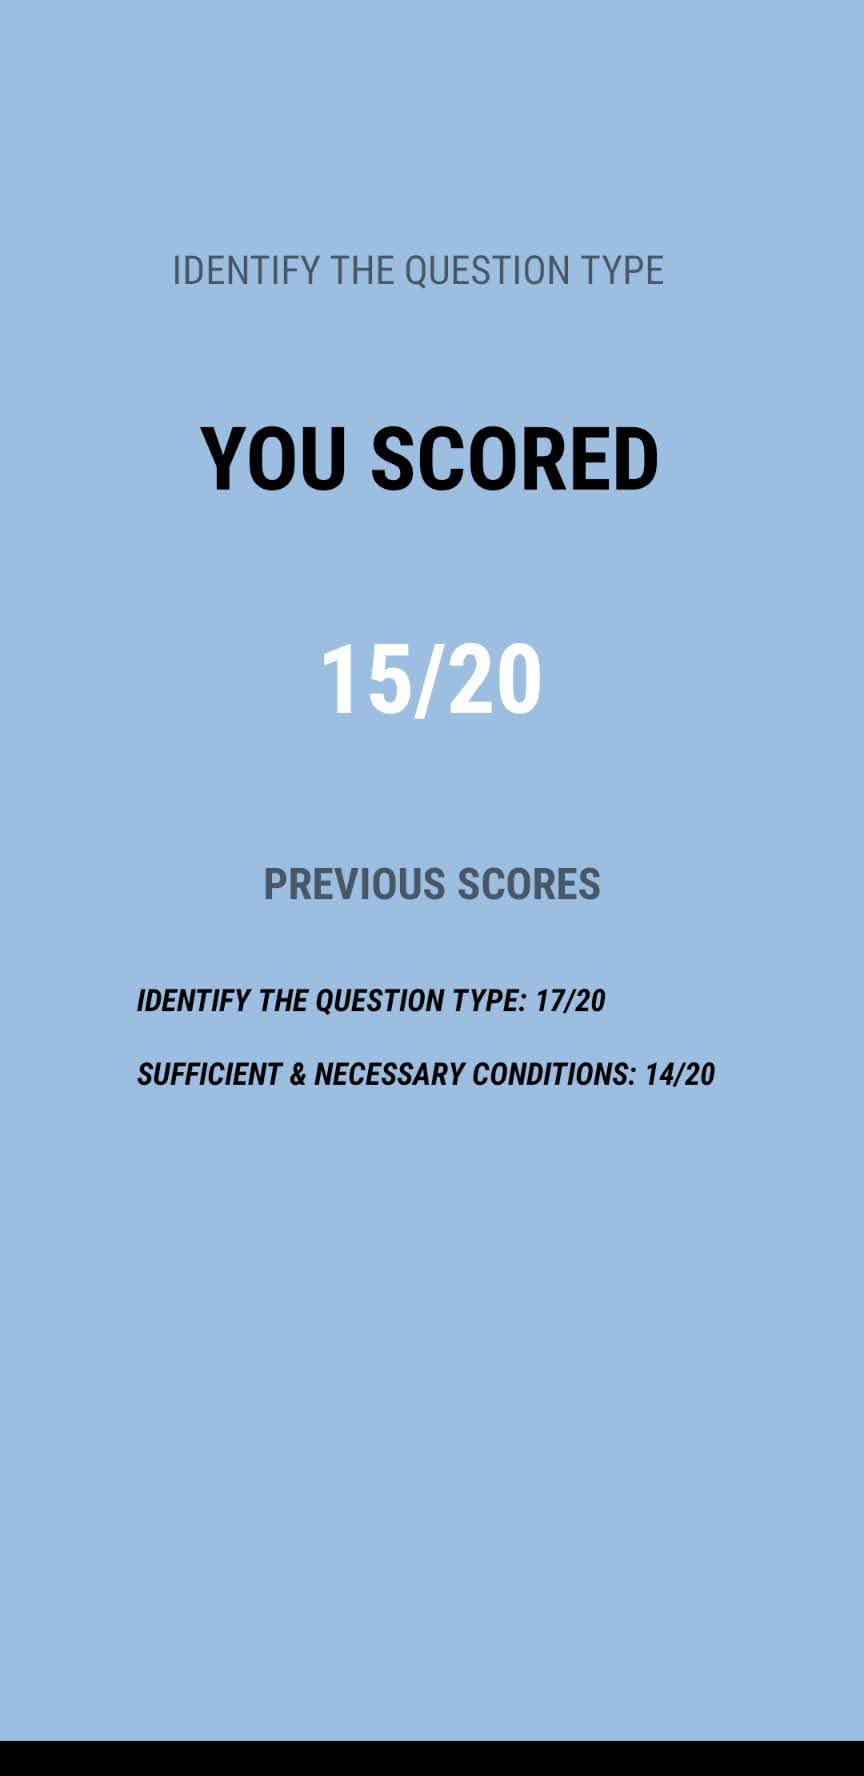 IDENTIFY THE QUESTION TYPE
YOU SCORED
15/20
PREVIOUS SCORES
IDENTIFY THE QUESTION TYPE: 17/20
SUFFICIENT & NECESSARY CONDITIONS: 14/20